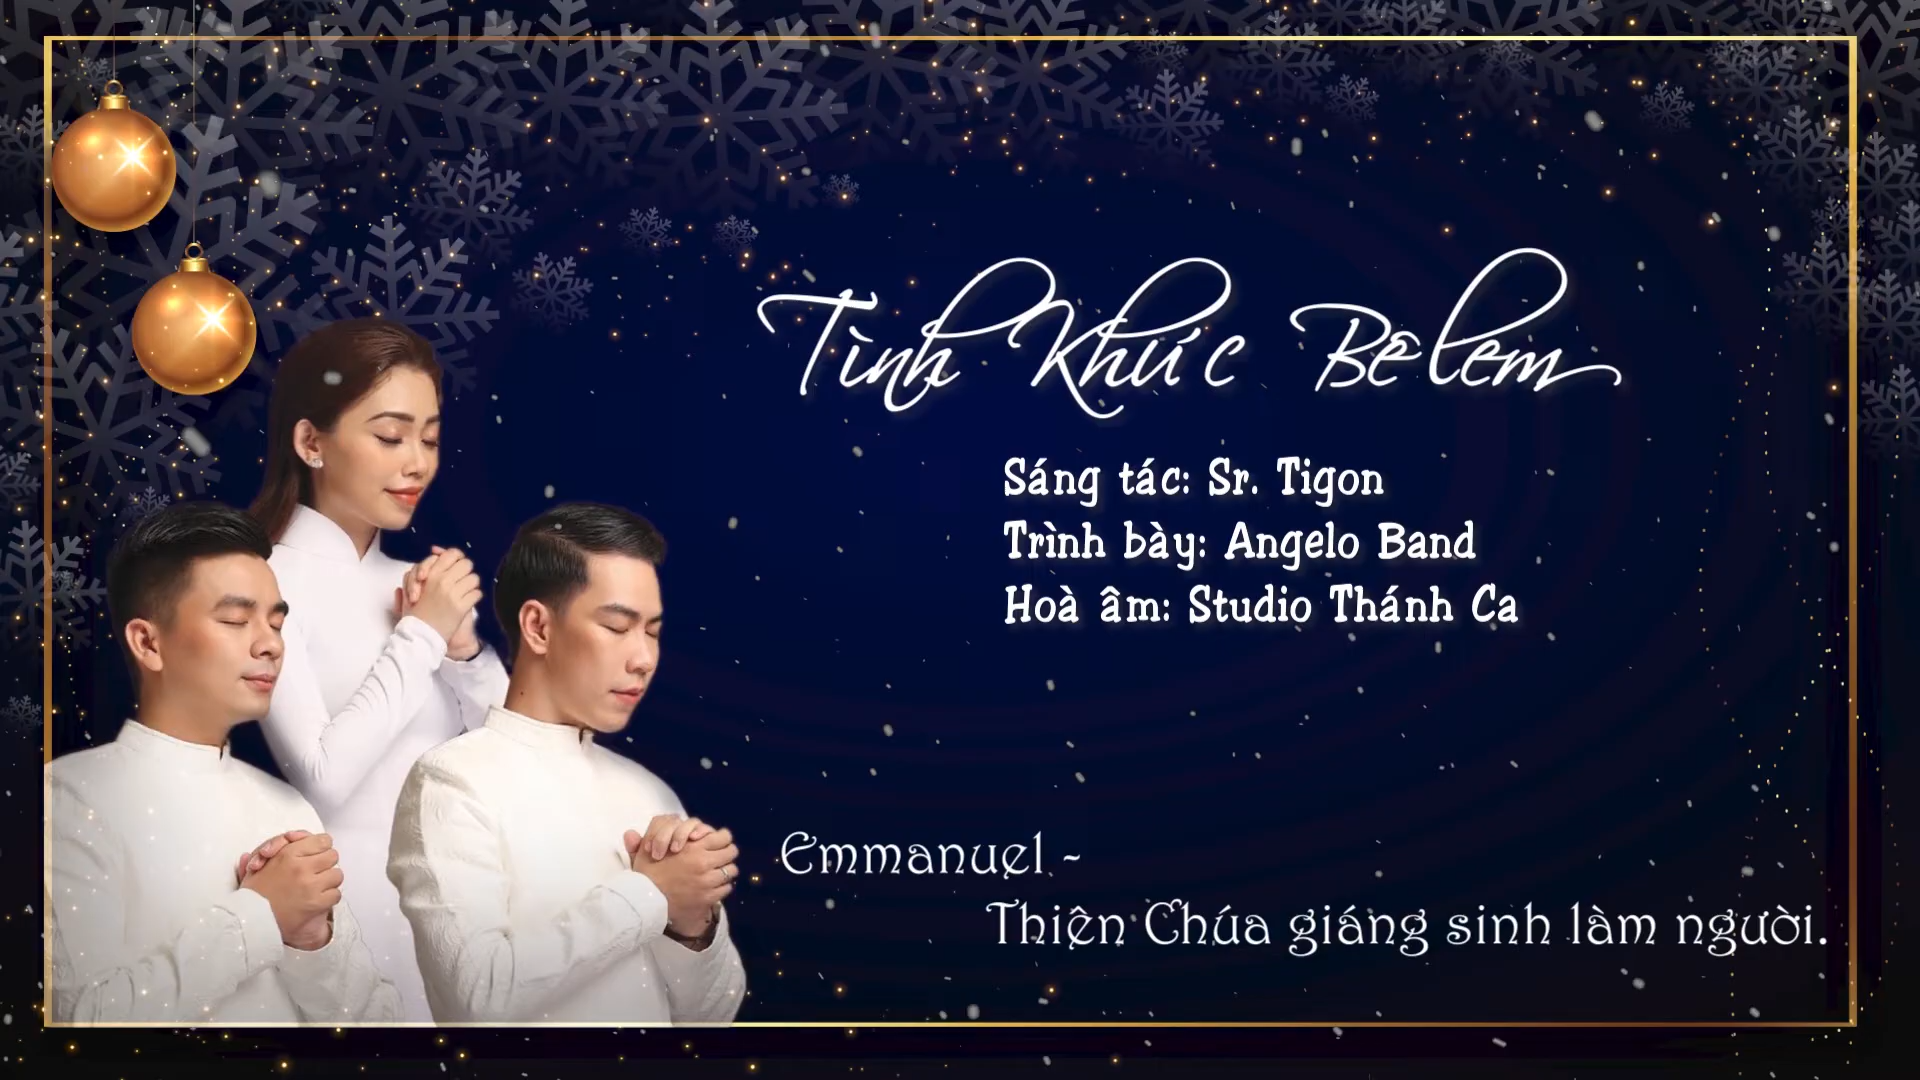 Tình Khúc Bêlem
Sáng tác: Sr. Tigon
Trình bày: Angelo Band
Hoà âm: Studio Thánh Ca
Emmanuel -
Thiên Chúa giáng sinh làm người.